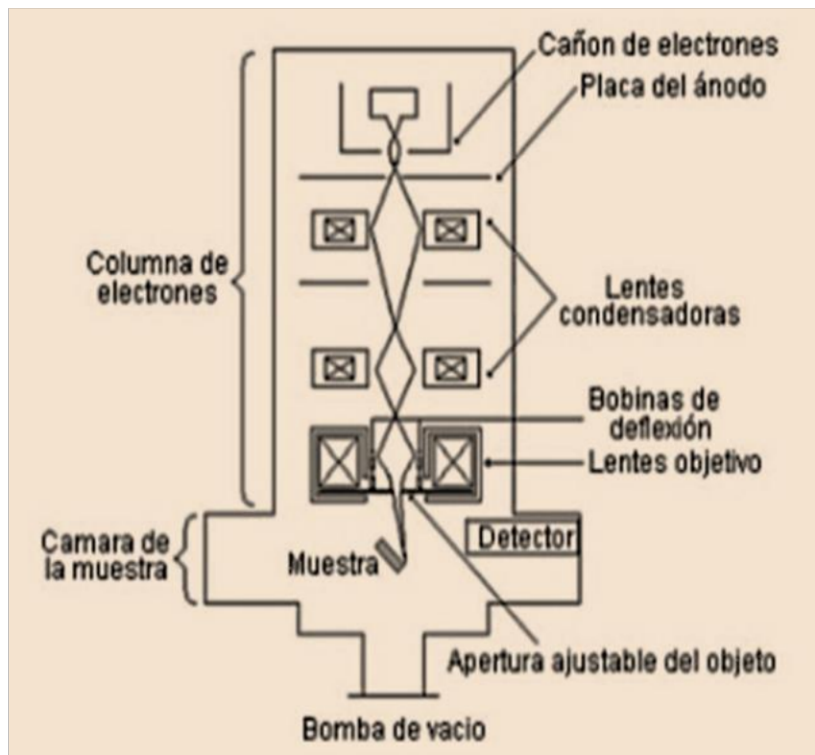 Cañon de electrones
Placa del ánodo
Columna de
electrones
Lentes
condensadoras
Bobinas de
deflexión
Lentes objetivo
Camara de
la muestra
Muestra
Detector
Apertura ajustable del objeto
Bomba de vacio